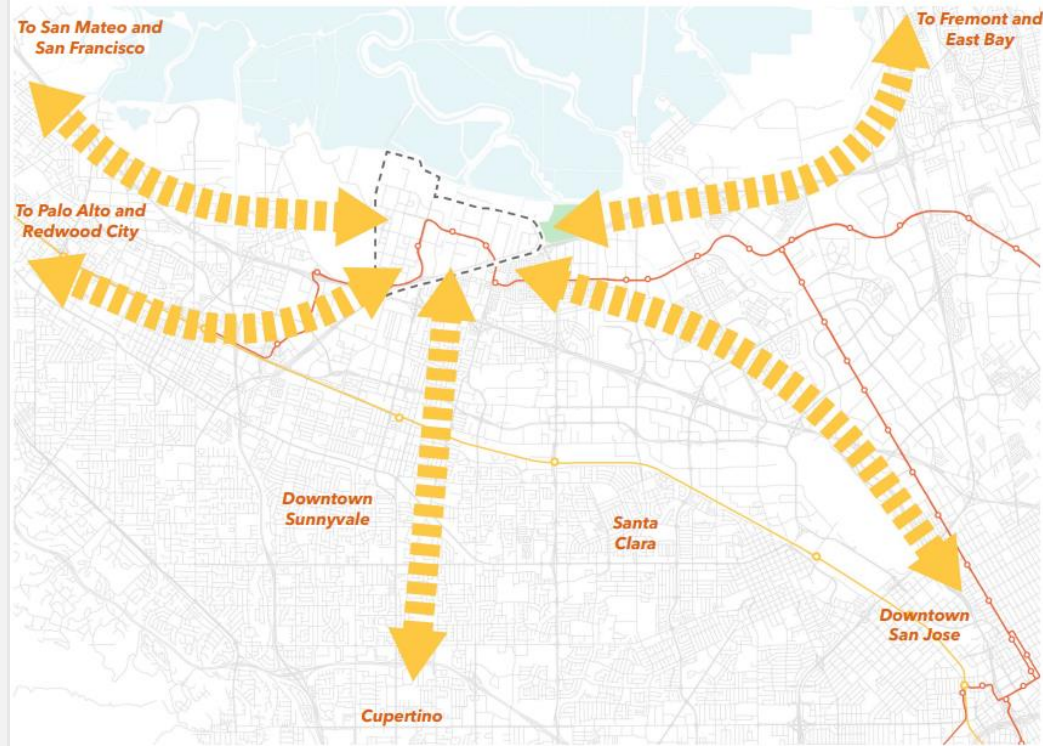 To San Mateo and
San Francisco
To Fremont and
East Bay
To Palo Alto and
Redwood City
Downtown
Sunnyvale
Santa
Clara
Downtown
San Jose
Cupertino